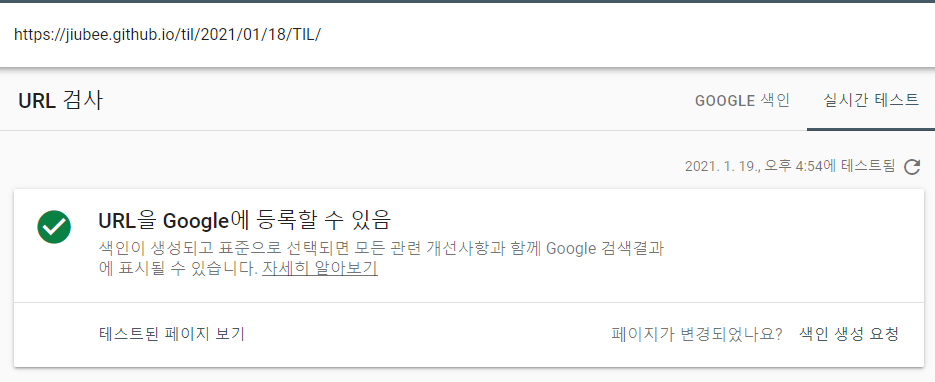 https://jiubee.github.io/til/2021/01/18/TIL/
URL 검사
GOOGLE 색인
실시간 테스트
2021. 1. 19., 오후 4:54에 테스트됨
URL을 Google에 등록할 수 있음
색인이 생성되고 표준으로 선택되면 모든 관련 개선사항과 함께 Google 검색결과
에 표시될 수 있습니다. 자세히 알아보기
테스트된 페이지 보기
페이지가 변경되었나요? 색인 생성 요청